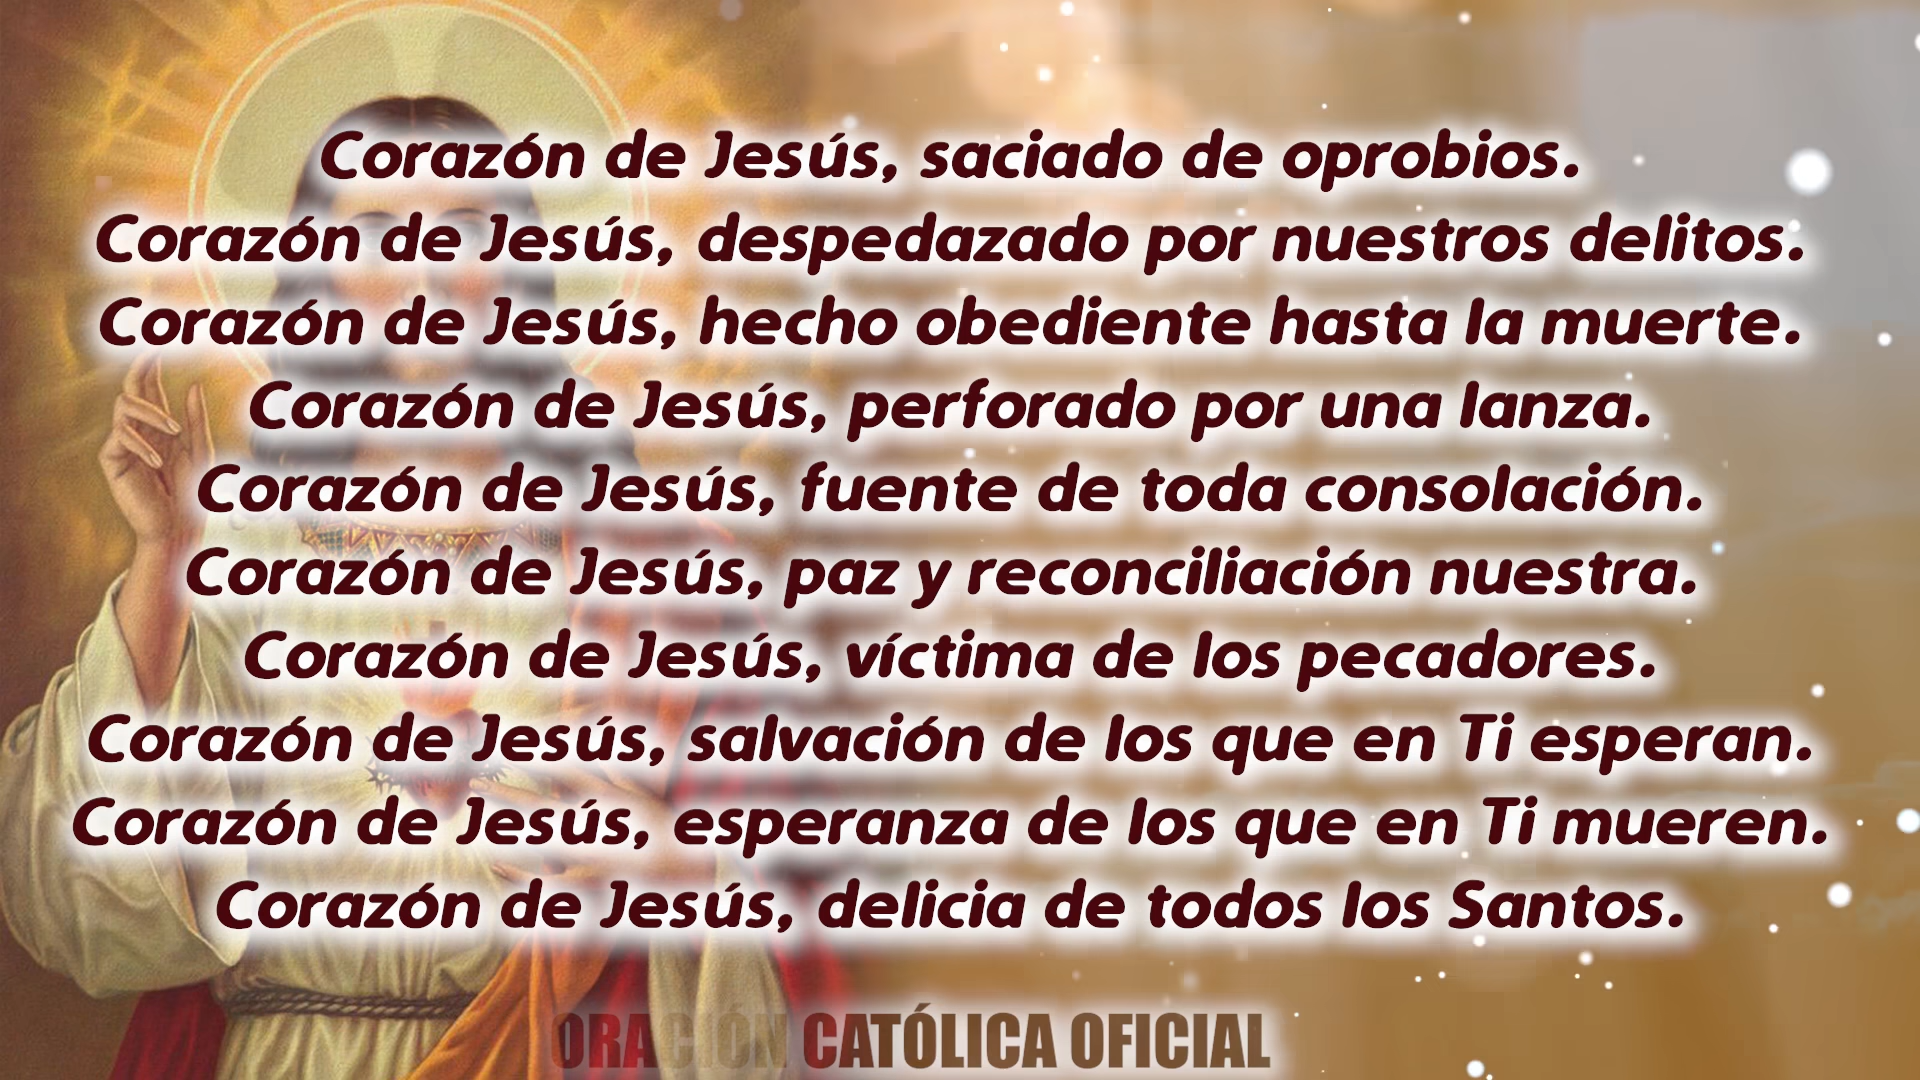 Corazón de Jesús, saciado de oprobios.
Corazón de Jesús, despedazado por nuestros delitos.
Corazón de Jesús, hecho obediente hasta la muerte.
Corazón de Jesús, perforado por una lanza.
Corazón de Jesús, fuente de toda consolación.
Corazón de Jesús, paz y reconciliación nuestra.
Corazón de Jesús, víctima de los pecadores.
Corazón de Jesús, salvación de los que en Ti esperan.
Corazón de Jesús, esperanza de los que en Ti mueren.
Corazón de Jesús, delicia de todos los Santos.
ORACIÓN CATÓLICA OFICIAL